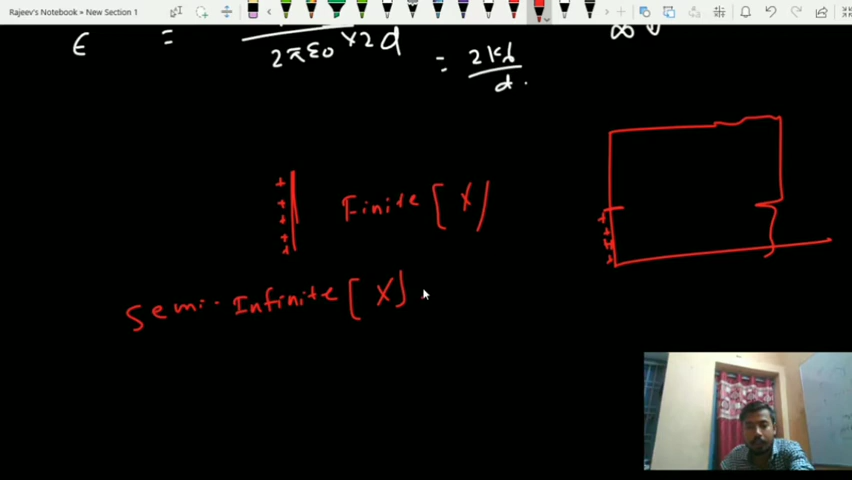 Rajeev's Notebook » New Section 1
ε =
2πε0 × 2d
= 2kλ
d.
∞
+
+
+
+
+
Finite [ X ]
+
+
+
+
Semi-Infinite [ X ]